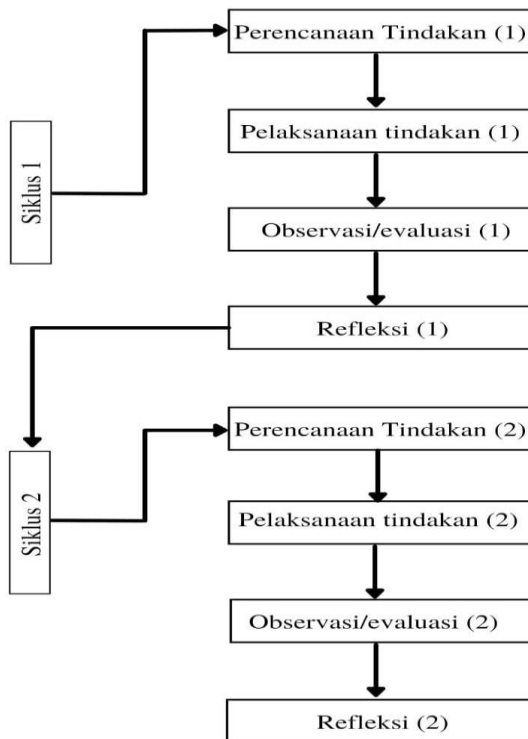 Perencanaan Tindakan (1)
Pelaksanaan tindakan (1)
Siklus 1
Observasi/evaluasi (1)
Refleksi (1)
Perencanaan Tindakan (2)
Siklus 2
Pelaksanaan tindakan (2)
Observasi/evaluasi (2)
Refleksi (2)